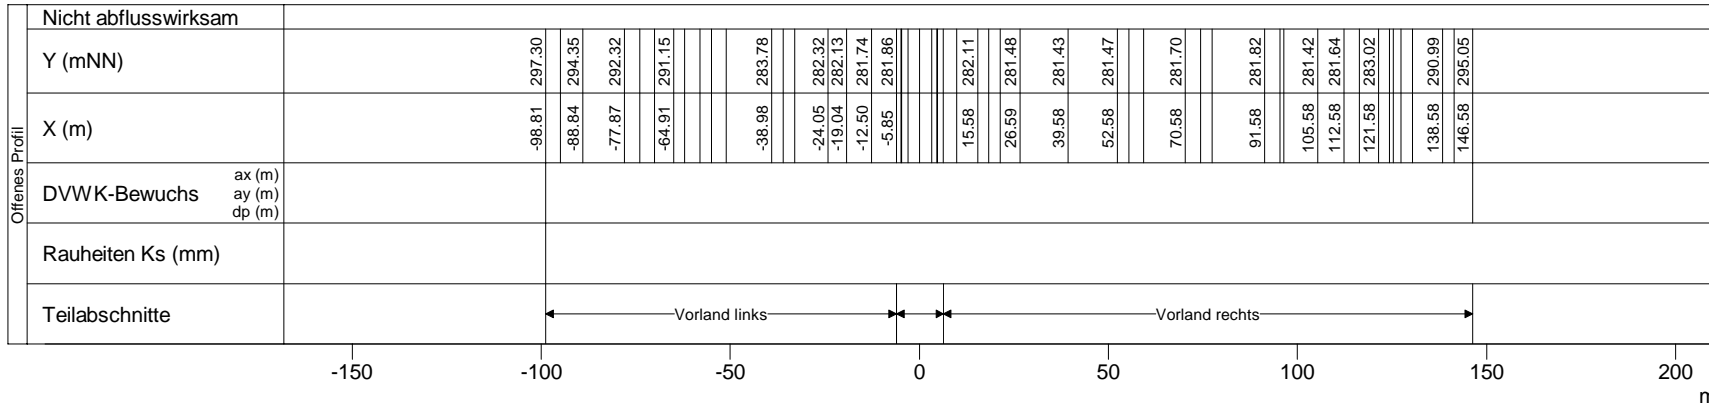 Offenes Profil
Nicht abflusswirksam
Y (mNN)
297.30 294.35 292.32 291.15 283.78 282.32 282.13 281.74 281.86 282.11 281.48 281.43 281.47 281.70 281.82 281.42 281.64 283.02 290.99 295.05
X (m)
-98.81 -88.84 -77.87 -64.91 -38.98 -24.05 -19.04 -12.50 -5.85 15.58 26.59 39.58 52.58 70.58 91.58 105.58 112.58 121.58 138.58 146.58
DVWK-Bewuchs
ax (m)
ay (m)
dp (m)
Rauheiten Ks (mm)
Teilabschnitte
Vorland links
Vorland rechts
-150 -100 -50 0 50 100 150 200
m